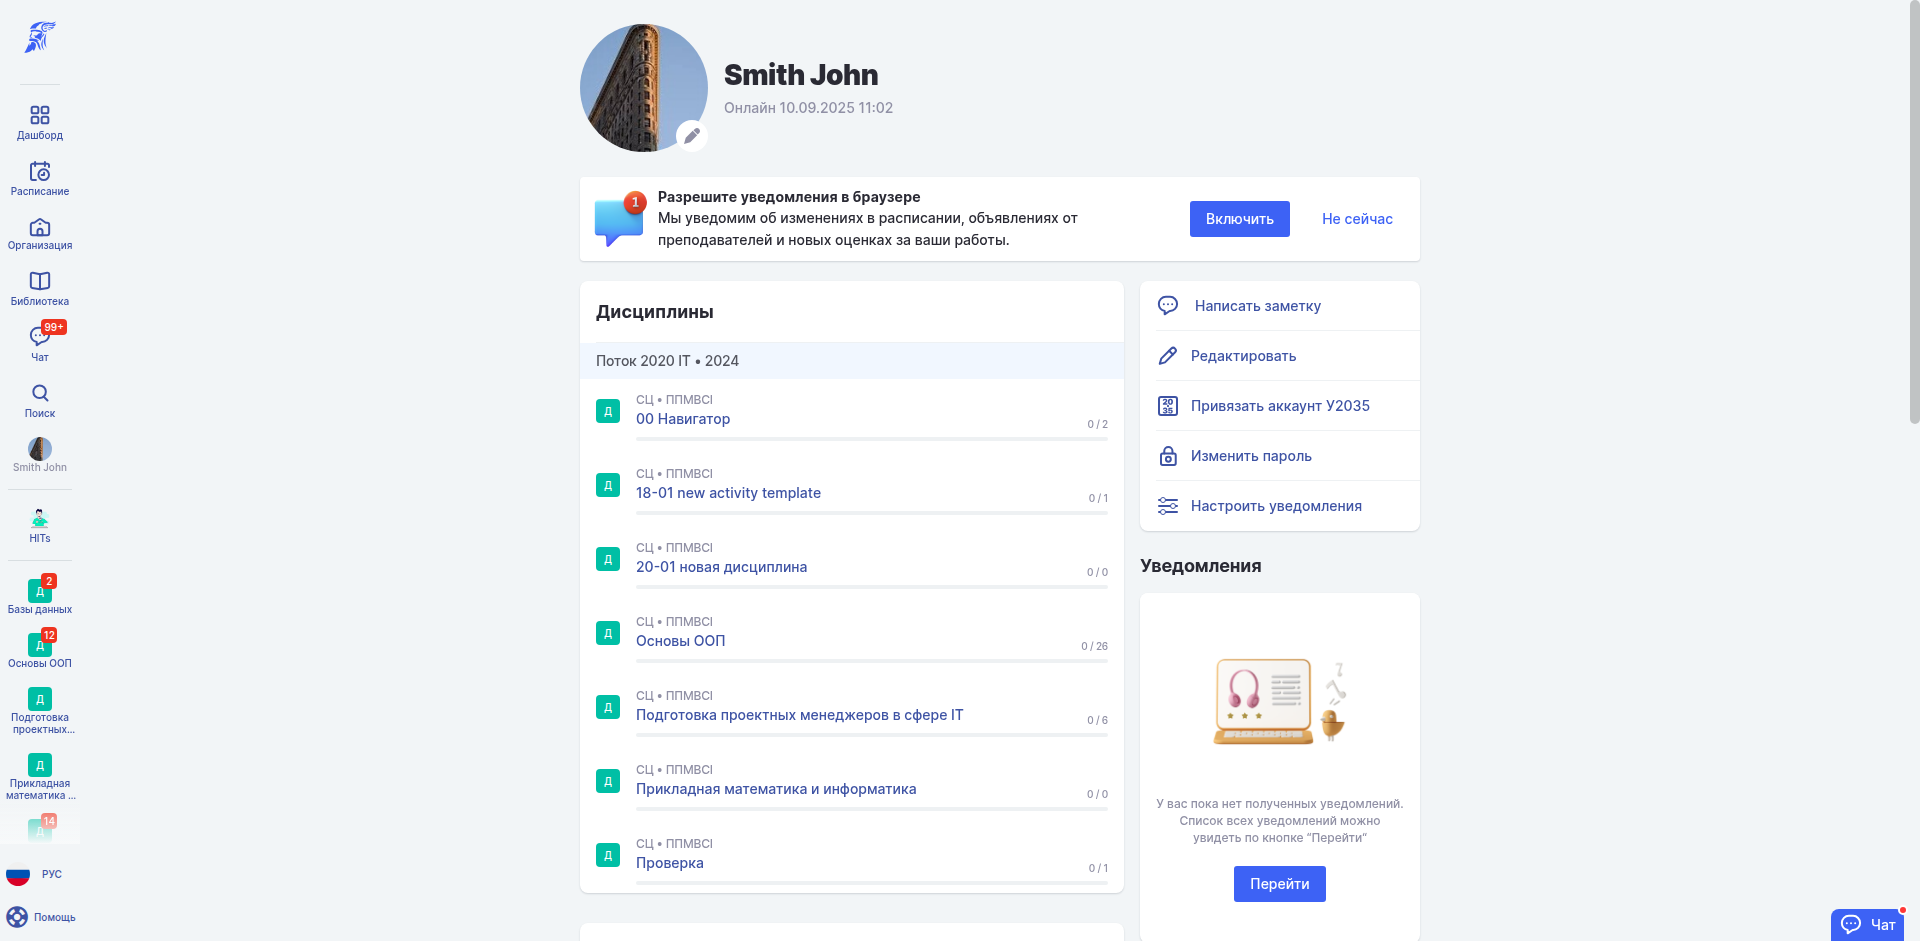 Дашборд
Расписание
Организация
Библиотека
99+
Чат
Поиск
Smith John
HITs
2
Д
Базы данных
12
Д
Основы ООП
Д
Подготовка
проектных...
Д
Прикладная
математика ...
14
Д
РУС
Помощь
Smith John
Онлайн 10.09.2025 11:02
1
Разрешите уведомления в браузере
Мы уведомим об изменениях в расписании, объявлениях от
преподавателей и новых оценках за ваши работы.
Включить
Не сейчас
Дисциплины
Поток 2020 IT • 2024
СЦ • ППМВСІ
Д
00 Навигатор
0 / 2
СЦ • ППМВСІ
Д
18-01 new activity template
0 / 1
СЦ • ППМВСІ
Д
20-01 новая дисциплина
0 / 0
СЦ • ППМВСІ
Д
Основы ООП
0 / 26
СЦ • ППМВСІ
Д
Подготовка проектных менеджеров в сфере IT
0 / 6
СЦ • ППМВСІ
Д
Прикладная математика и информатика
0 / 0
СЦ • ППМВСІ
Д
Проверка
0 / 1
Написать заметку
Редактировать
20
35
Привязать аккаунт У2035
Изменить пароль
Настроить уведомления
Уведомления
У вас пока нет полученных уведомлений.
Список всех уведомлений можно
увидеть по кнопке “Перейти”
Перейти
Чат